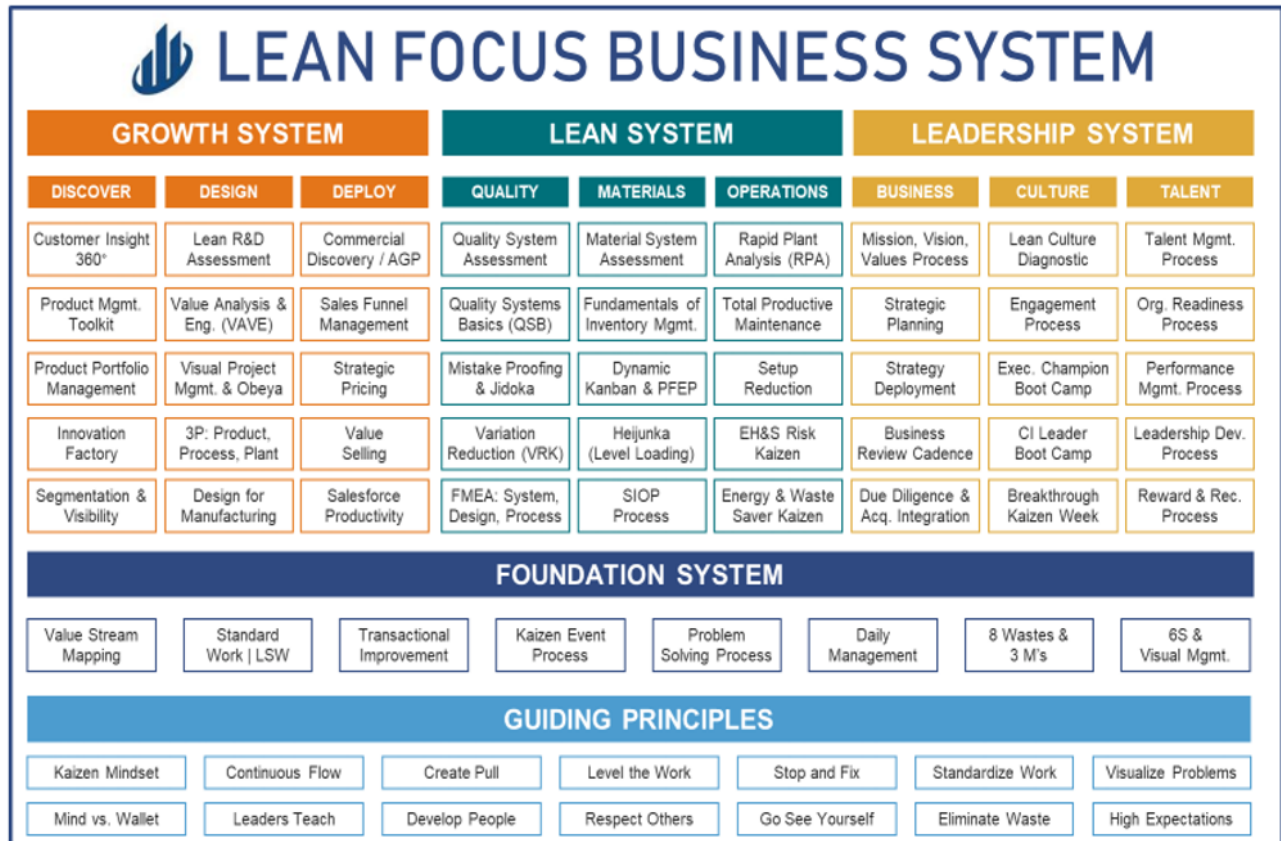 LEAN FOCUS BUSINESS SYSTEM
GROWTH SYSTEM
LEAN SYSTEM
LEADERSHIP SYSTEM
DISCOVER
DESIGN
DEPLOY
QUALITY
MATERIALS
OPERATIONS
BUSINESS
CULTURE
TALENT
Customer Insight
360°
Lean R&D
Assessment
Commercial
Discovery / AGP
Quality System
Assessment
Material System
Assessment
Rapid Plant
Analysis (RPA)
Mission, Vision,
Values Process
Lean Culture
Diagnostic
Talent Mgmt.
Process
Product Mgmt.
Toolkit
Value Analysis &
Eng. (VAVE)
Sales Funnel
Management
Quality Systems
Basics (QSB)
Fundamentals of
Inventory Mgmt.
Total Productive
Maintenance
Strategic
Planning
Engagement
Process
Org. Readiness
Process
Product Portfolio
Management
Visual Project
Mgmt. & Obeya
Strategic
Pricing
Mistake Proofing
& Jidoka
Dynamic
Kanban & PFEP
Setup
Reduction
Strategy
Deployment
Exec. Champion
Boot Camp
Performance
Mgmt. Process
Innovation
Factory
3P: Product,
Process, Plant
Value
Selling
Variation
Reduction (VRK)
Heijunka
(Level Loading)
EH&S Risk
Kaizen
Business
Review Cadence
CI Leader
Boot Camp
Leadership Dev.
Process
Segmentation &
Visibility
Design for
Manufacturing
Salesforce
Productivity
FMEA: System,
Design, Process
SIOP
Process
Energy & Waste
Saver Kaizen
Due Diligence &
Acq. Integration
Breakthrough
Kaizen Week
Reward & Rec.
Process
FOUNDATION SYSTEM
Value Stream
Mapping
Standard
Work | LSW
Transactional
Improvement
Kaizen Event
Process
Problem
Solving Process
Daily
Management
8 Wastes &
3 M's
6S &
Visual Mgmt.
GUIDING PRINCIPLES
Kaizen Mindset
Continuous Flow
Create Pull
Level the Work
Stop and Fix
Standardize Work
Visualize Problems
Mind vs. Wallet
Leaders Teach
Develop People
Respect Others
Go See Yourself
Eliminate Waste
High Expectations